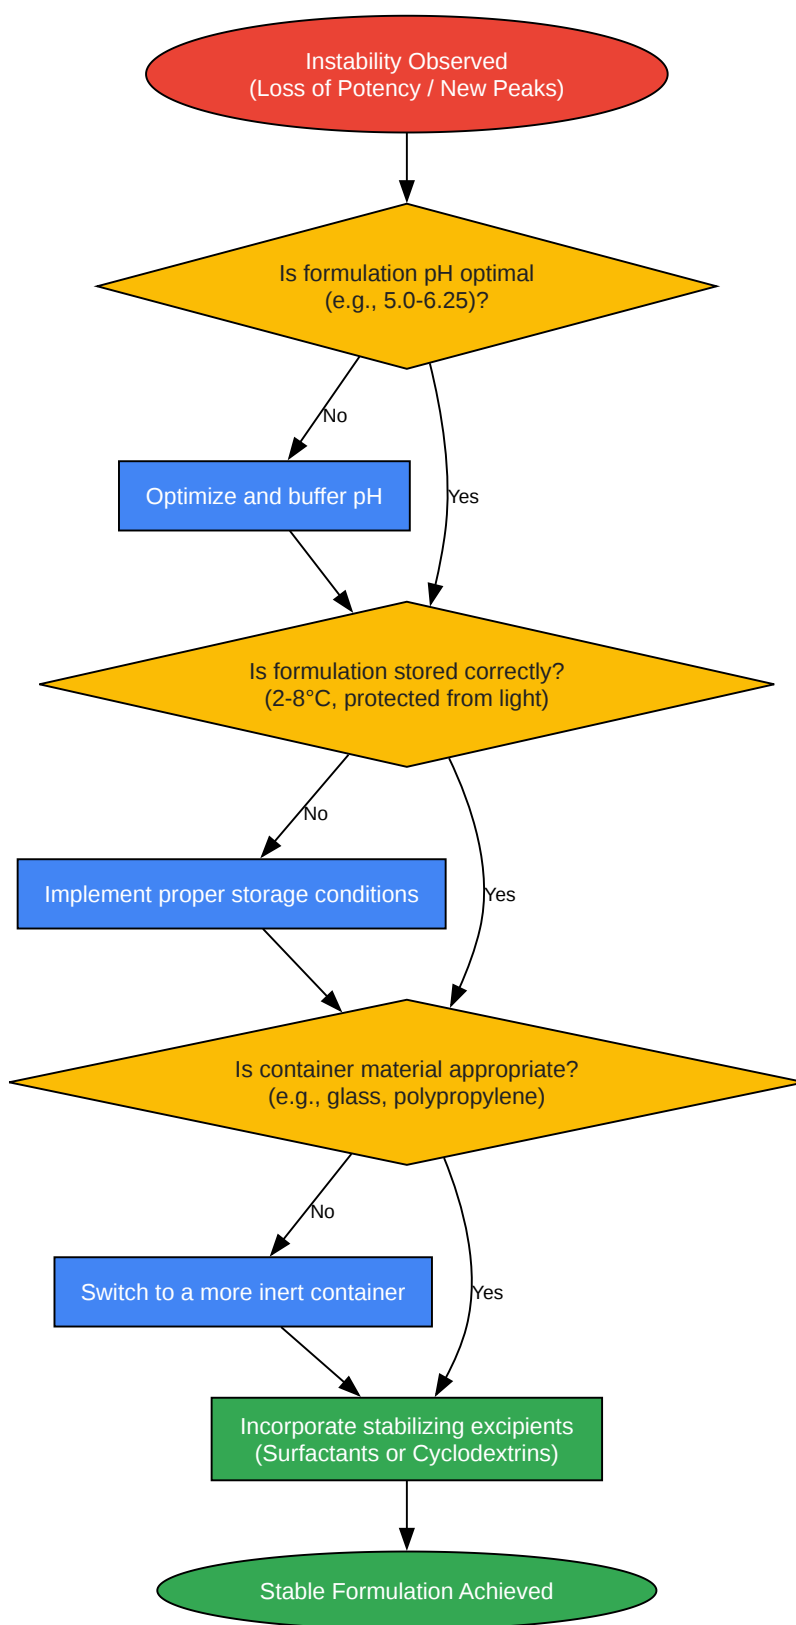 Instability Observed
(Loss of Potency / New Peaks)
Is formulation pH optimal
(e.g., 5.0-6.25)?
No
Optimize and buffer pH
Yes
Is formulation stored correctly?
(2-8°C, protected from light)
No
Implement proper storage conditions
Yes
Is container material appropriate?
(e.g., glass, polypropylene)
No
Switch to a more inert container
Yes
Incorporate stabilizing excipients
(Surfactants or Cyclodextrins)
Stable Formulation Achieved